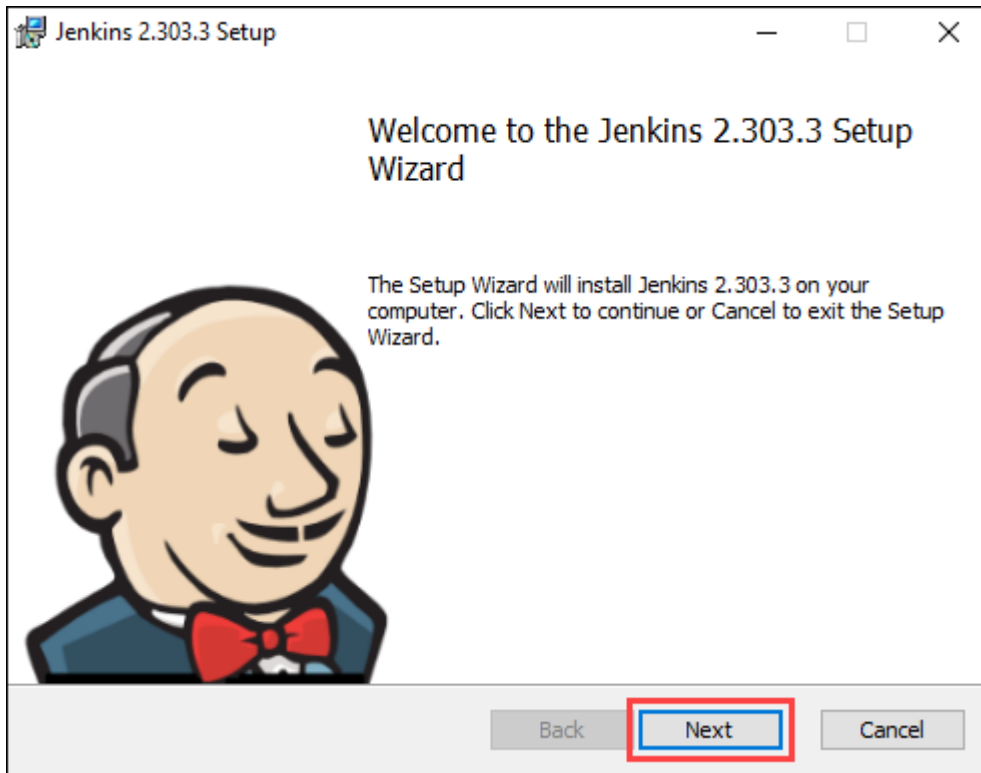 Jenkins 2.303.3 Setup
Welcome to the Jenkins 2.303.3 Setup
Wizard
The Setup Wizard will install Jenkins 2.303.3 on your
computer. Click Next to continue or Cancel to exit the Setup
Wizard.
Back Next Cancel